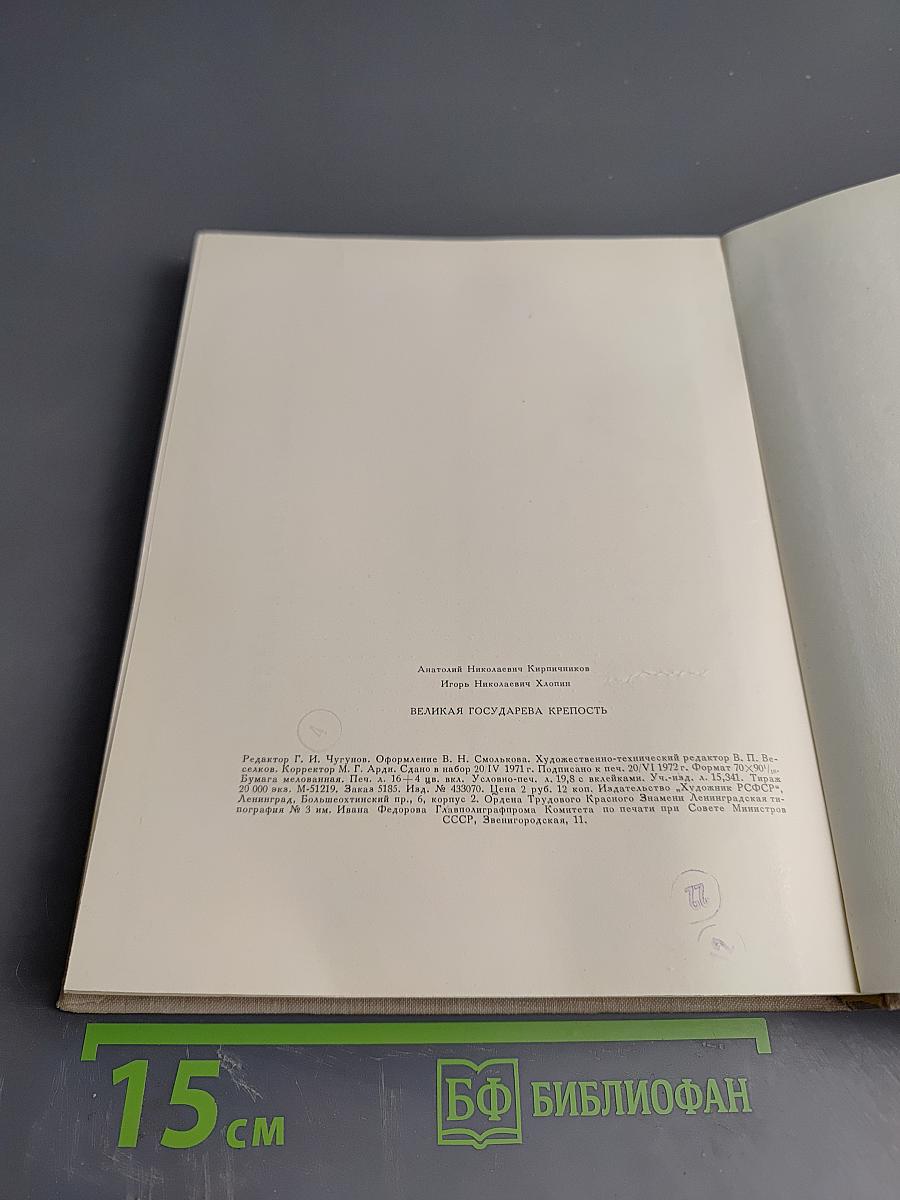 Анатолий Николаевич Кирпичников
Игорь Николаевич Хлопин
ВЕЛИКАЯ ГОСУДАРЕВА КРЕПОСТЬ
4
Редактор Г. И. Чугунов. Оформление В. Н. Смолькова. Художественно-технический редактор В. П. Ве-
селков. Корректор М. Г. Арди. Сдано в набор 20/IV 1971 г. Подписано к печ. 20/VI 1972 г. Формат 70×90¹/₁₆.
Бумага мелованная. Печ. л. 16+4 цв. вкл. Условно-печ. л. 19,8 с вклейками. Уч.-изд. л. 15,341. Тираж
20 000 экз. М-51219. Заказ 5185. Изд. № 433070. Цена 2 руб. 12 коп. Издательство „Художник РСФСР“,
Ленинград, Большеохтинский пр., 6, корпус 2. Ордена Трудового Красного Знамени Ленинградская ти-
пография № 3 им. Ивана Федорова Главполиграфпрома Комитета по печати при Совете Министров
СССР, Звенигородская, 11.
15 см
БФ БИБЛИОФАН